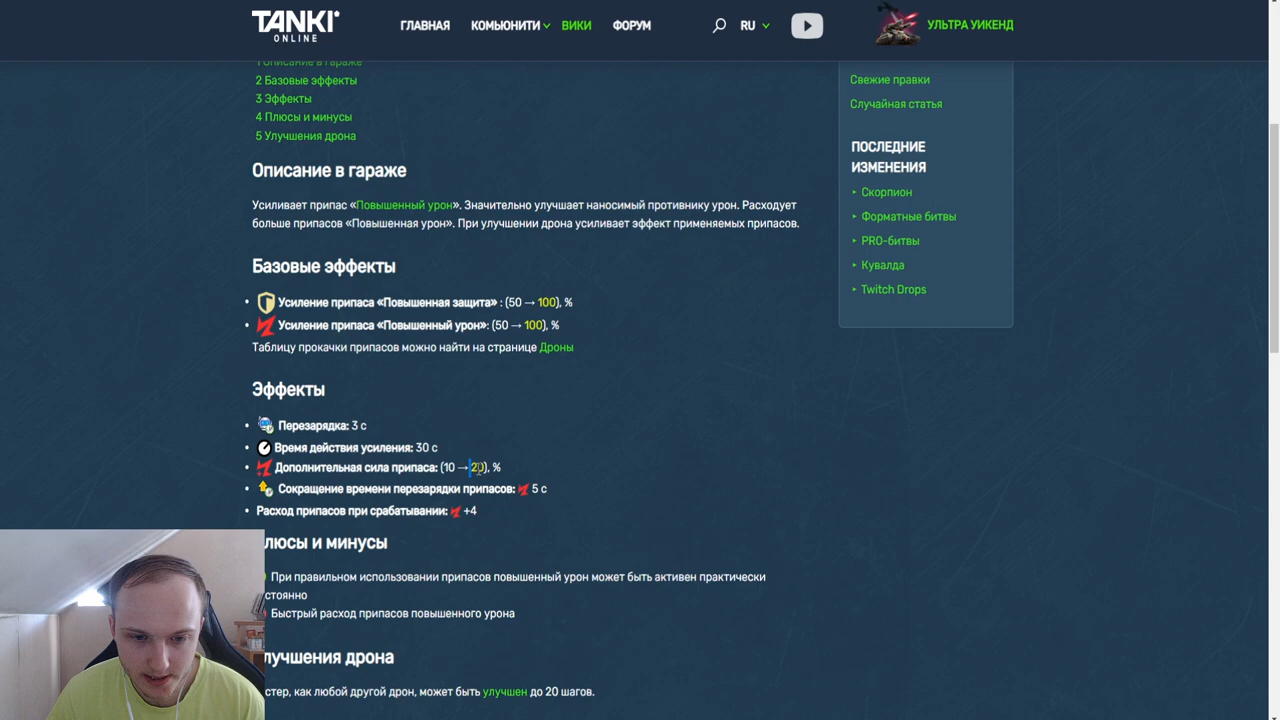 TANKI
ONLINE
ГЛАВНАЯ
КОМЬЮНИТИ
ВИКИ
ФОРУМ
RU
УЛЬТРА УИКЕНД
1 Описание в гараже
2 Базовые эффекты
3 Эффекты
4 Плюсы и минусы
5 Улучшения дрона
Описание в гараже
Усиливает припас «Повышенный урон». Значительно улучшает наносимый противнику урон. Расходует
больше припасов «Повышенная урон». При улучшении дрона усиливает эффект применяемых припасов.
Базовые эффекты
Усиление припаса «Повышенная защита» : (50 → 100), %
Усиление припаса «Повышенный урон»: (50 → 100), %
Таблицу прокачки припасов можно найти на странице Дроны
Эффекты
Перезарядка: 3 с
Время действия усиления: 30 с
Дополнительная сила припаса: (10 → 20), %
Сокращение времени перезарядки припасов: 5 с
Расход припасов при срабатывании: +4
люсы и минусы
При правильном использовании припасов повышенный урон может быть активен практически
стоянно
Быстрый расход припасов повышенного урона
лучшения дрона
стер, как любой другой дрон, может быть улучшен до 20 шагов.
Свежие правки
Случайная статья
ПОСЛЕДНИЕ
ИЗМЕНЕНИЯ
Скорпион
Форматные битвы
PRO-битвы
Кувалда
Twitch Drops